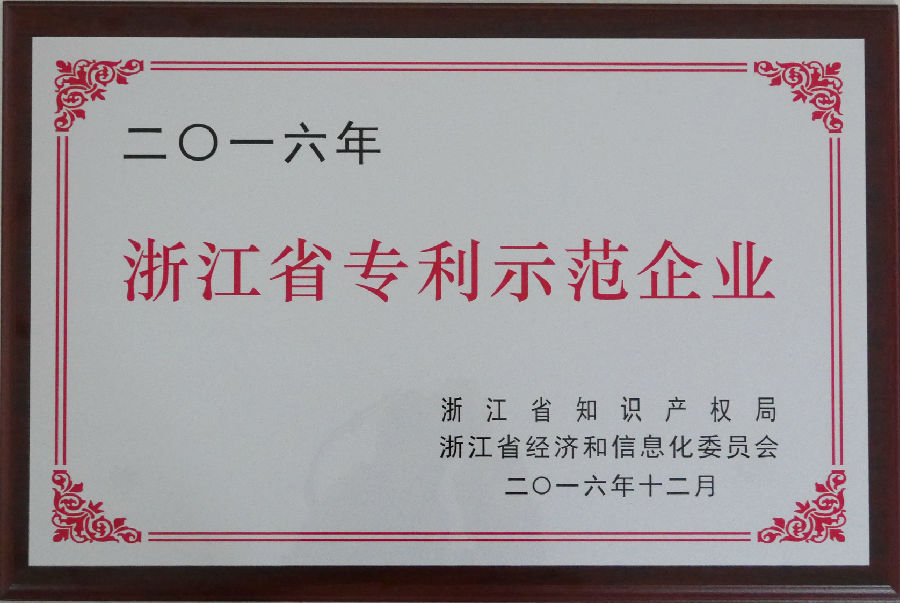 二〇一六年
浙江省专利示范企业
浙江省知识产权局
浙江省经济和信息化委员会
二〇一六年十二月